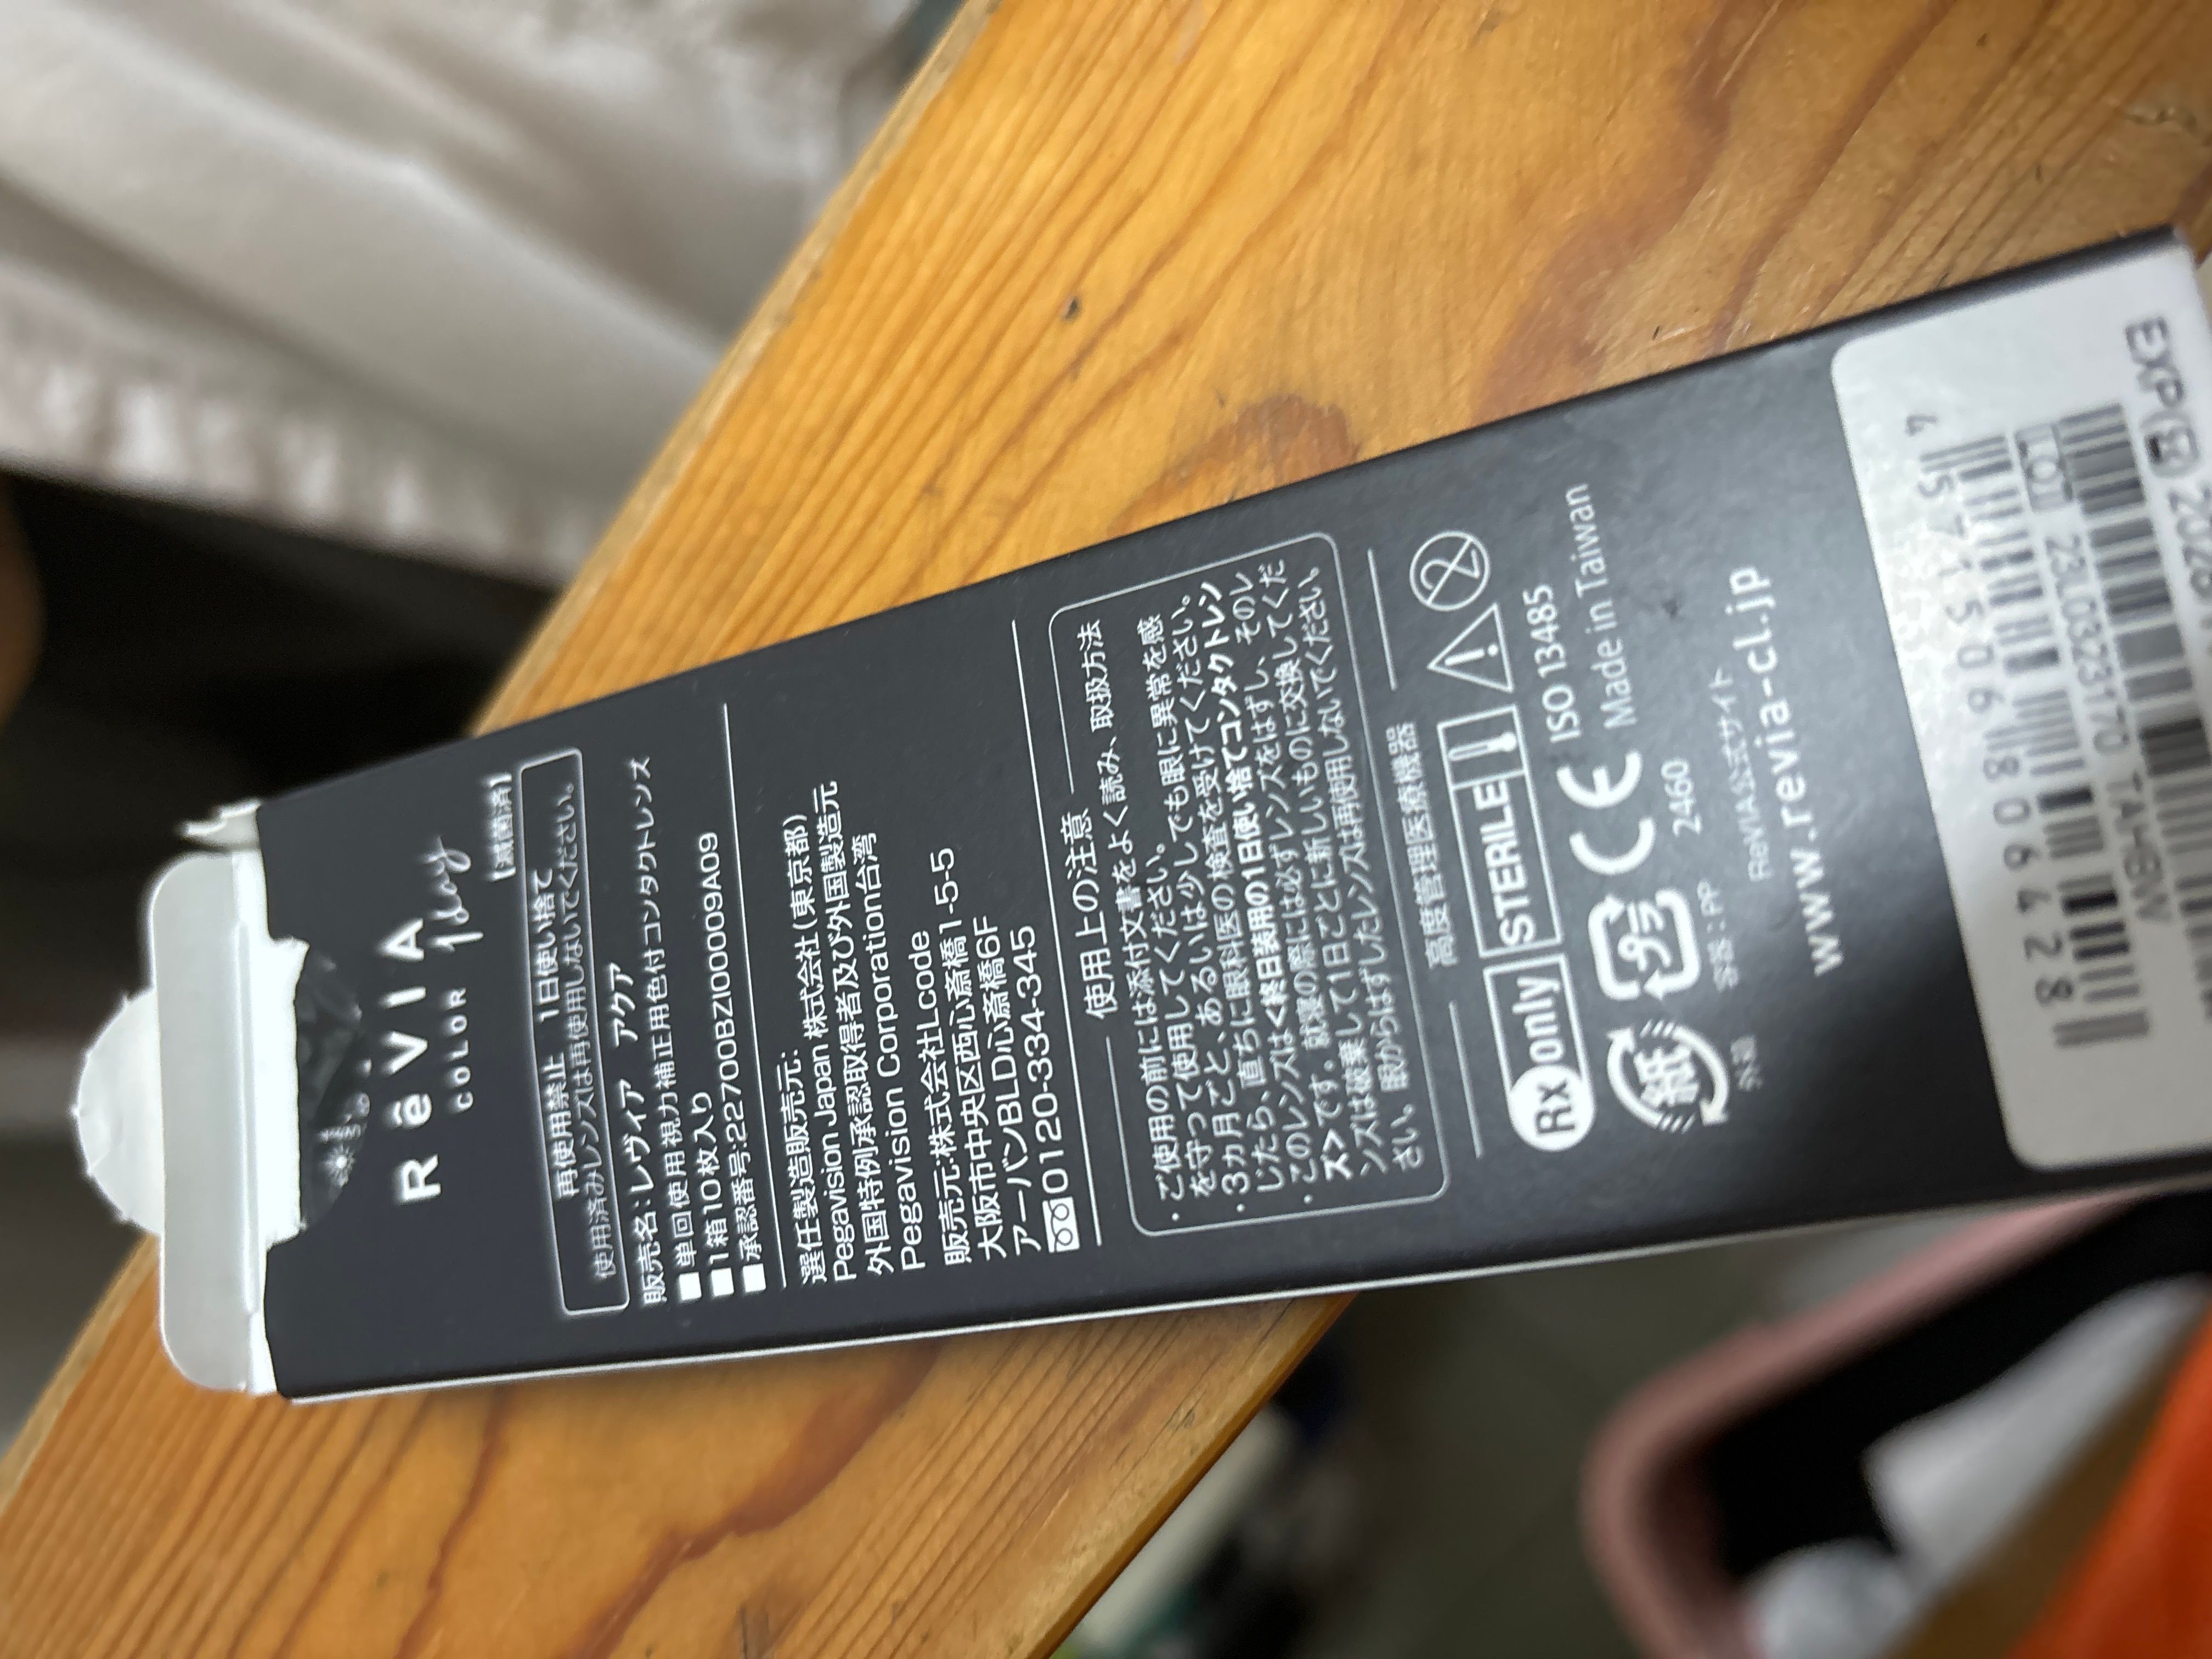 ReVIA
COLOR 1day
【滅菌済】
再使用禁止 1日使い捨て
使用済みレンズは再使用しないでください。
販売名:レヴィア アクア
■単回使用視力補正用色付コンタクトレンズ
■1箱10枚入り
■承認番号:22700BZI00009A09
選任製造販売元:
Pegavision Japan 株式会社(東京都)
外国特例承認取得者及び外国製造元
Pegavision Corporation台湾
販売元:株式会社Lcode
大阪市中央区西心斎橋1-5-5
アーバンBLD心斎橋6F
0120-334-345
使用上の注意、取扱方法
・ご使用の前には添付文書をよく読み、取扱方法
を守って使用してください。
・3カ月ごと、あるいは少しでも眼に異常を感
じたら、直ちに眼科医の検査を受けてください。
・このレンズは<終日装用の1日使い捨てコンタクトレン
ズ>です。就寝の際には必ずレンズをはずし、そのレ
ンズは破棄して1日ごとに新しいものに交換してくだ
さい。眼からはずしたレンズは再使用しないでください。
高度管理医療機器
Rx only STERILE 2
紙 プラ CE ISO 13485
2460 Made in Taiwan
外箱 容器:PP
ReVIA公式サイト
www.revia-cl.jp
4 571506 806428
LOT 23L0323170 TAHBW
EXP(